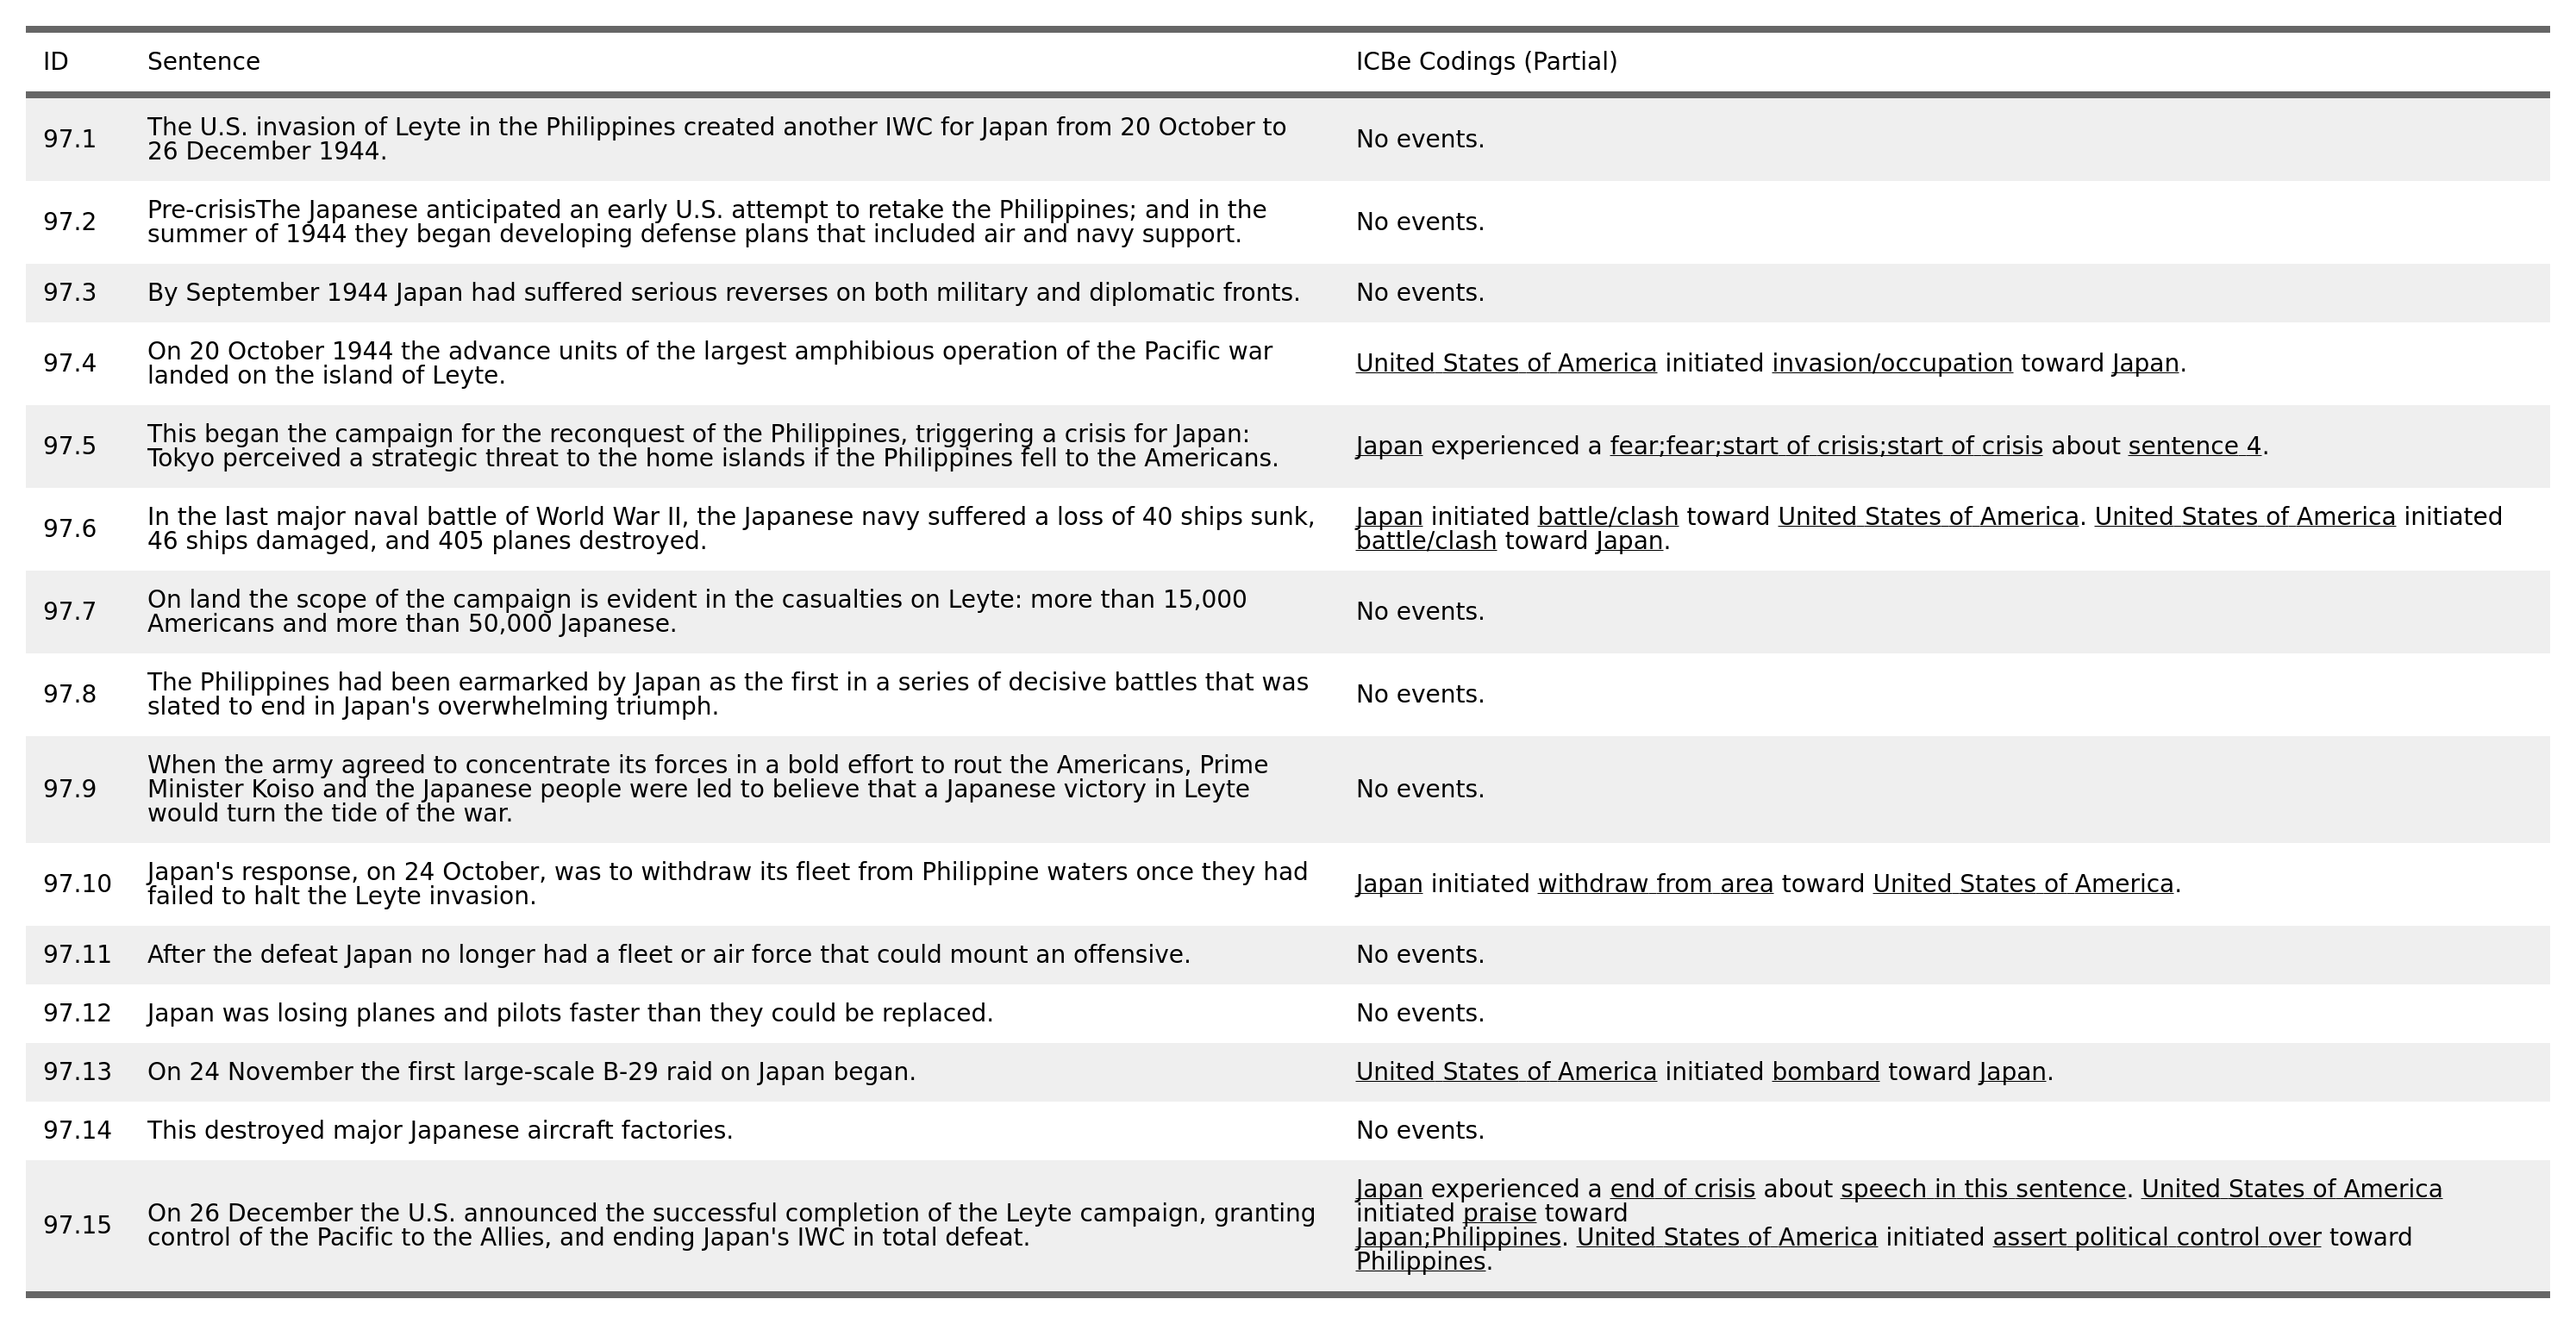 ID Sentence ICBe Codings (Partial)
97.1 The U.S. invasion of Leyte in the Philippines created another IWC for Japan from 20 October to
26 December 1944. No events.
97.2 Pre-crisisThe Japanese anticipated an early U.S. attempt to retake the Philippines; and in the
summer of 1944 they began developing defense plans that included air and navy support. No events.
97.3 By September 1944 Japan had suffered serious reverses on both military and diplomatic fronts. No events.
97.4 On 20 October 1944 the advance units of the largest amphibious operation of the Pacific war
landed on the island of Leyte. United States of America initiated invasion/occupation toward Japan.
97.5 This began the campaign for the reconquest of the Philippines, triggering a crisis for Japan:
Tokyo perceived a strategic threat to the home islands if the Philippines fell to the Americans. Japan experienced a fear;fear;start of crisis;start of crisis about sentence 4.
97.6 In the last major naval battle of World War II, the Japanese navy suffered a loss of 40 ships sunk,
46 ships damaged, and 405 planes destroyed.
Japan initiated battle/clash toward United States of America. United States of America initiated
battle/clash toward Japan.
97.7 On land the scope of the campaign is evident in the casualties on Leyte: more than 15,000
Americans and more than 50,000 Japanese. No events.
97.8 The Philippines had been earmarked by Japan as the first in a series of decisive battles that was
slated to end in Japan's overwhelming triumph. No events.
97.9 When the army agreed to concentrate its forces in a bold effort to rout the Americans, Prime
Minister Koiso and the Japanese people were led to believe that a Japanese victory in Leyte
would turn the tide of the war. No events.
97.10 Japan's response, on 24 October, was to withdraw its fleet from Philippine waters once they had
failed to halt the Leyte invasion. Japan initiated withdraw from area toward United States of America.
97.11 After the defeat Japan no longer had a fleet or air force that could mount an offensive. No events.
97.12 Japan was losing planes and pilots faster than they could be replaced. No events.
97.13 On 24 November the first large-scale B-29 raid on Japan began. United States of America initiated bombard toward Japan.
97.14 This destroyed major Japanese aircraft factories. No events.
97.15 On 26 December the U.S. announced the successful completion of the Leyte campaign, granting
control of the Pacific to the Allies, and ending Japan's IWC in total defeat.
Japan experienced a end of crisis about speech in this sentence. United States of America
initiated praise toward
Japan;Philippines. United States of America initiated assert political control over toward
Philippines.